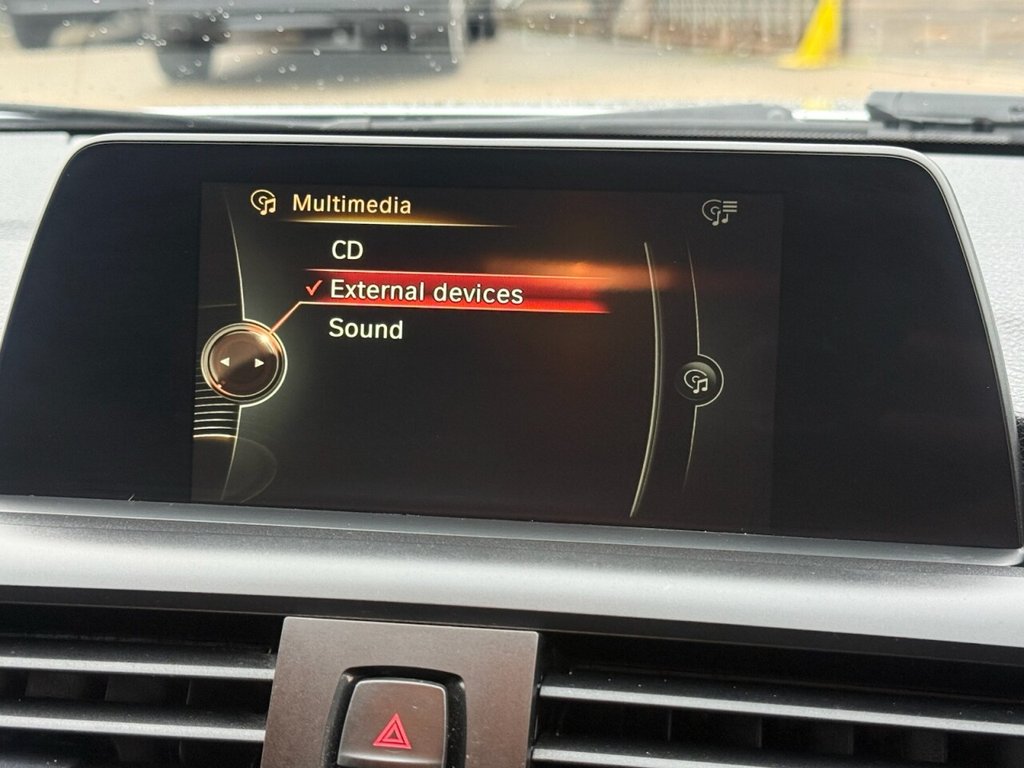 Multimedia
CD
External devices
Sound